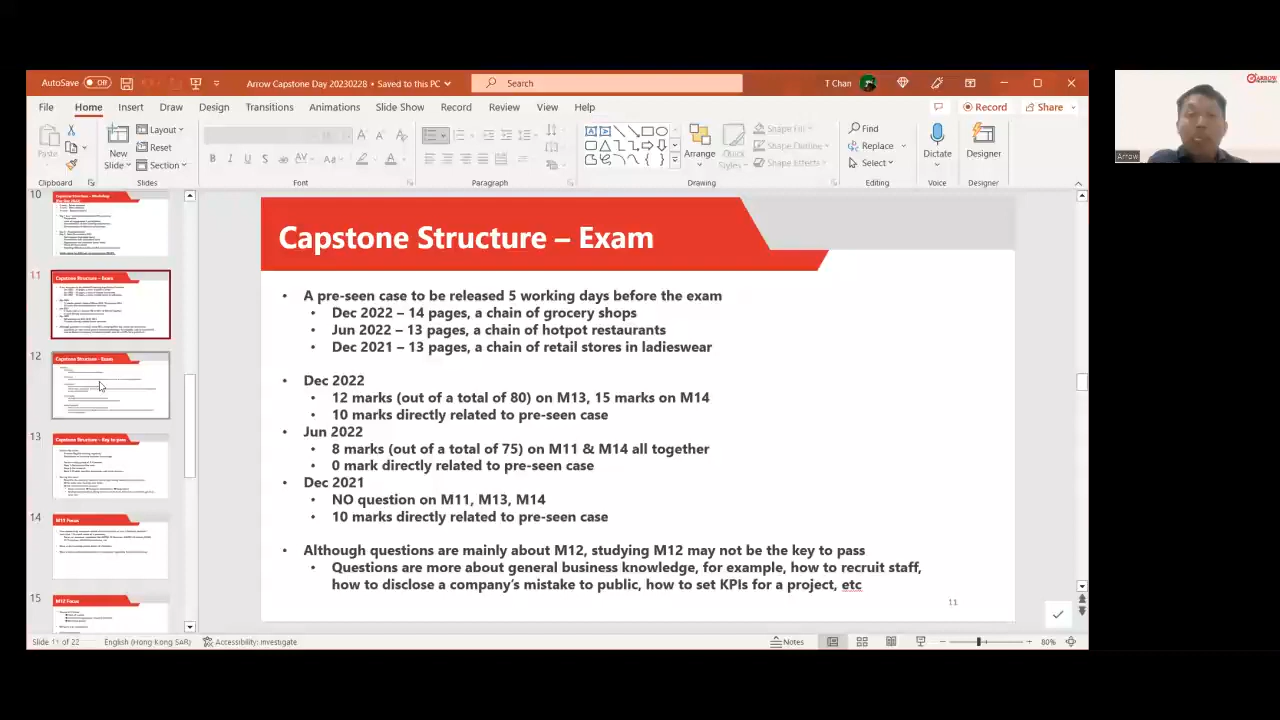 AutoSave Off
Arrow Capstone Day 20230228 • Saved to this PC
Search
T Chan
File Home Insert Draw Design Transitions Animations Slide Show Record Review View Help
Record
Share
Paste
New
Slide
Layout
Reset
Section
Arrange
Quick
Styles
Shape Fill
Shape Outline
Shape Effects
Find
Replace
Select
Dictate
Designer
Clipboard
Slides
Font
Paragraph
Drawing
Editing
Voice
Designer
10
11
Capstone Structure – Exam
12
Capstone Structure – Exam
13
Capstone Structure – Key to pass
14
M11 Focus
15
M12 Focus
Capstone Structure – Exam
• A pre-seen case to be released 5 working days before the exam
• Dec 2022 – 14 pages, a chain of grocery shops
• Jun 2022 – 13 pages, a chain of hotpot restaurants
• Dec 2021 – 13 pages, a chain of retail stores in ladieswear
• Dec 2022
• 12 marks (out of a total of 80) on M13, 15 marks on M14
• 10 marks directly related to pre-seen case
• Jun 2022
• 8 marks (out of a total of 75) on M11 & M14 all together
• 0 mark directly related to pre-seen case
• Dec 2021
• NO question on M11, M13, M14
• 10 marks directly related to pre-seen case
• Although questions are mainly about M12, studying M12 may not be the key to pass
• Questions are more about general business knowledge, for example, how to recruit staff,
how to disclose a company's mistake to public, how to set KPIs for a project, etc
11
Slide 11 of 22
English (Hong Kong SAR)
Accessibility: Investigate
Notes
80%
ARROW
Arrow